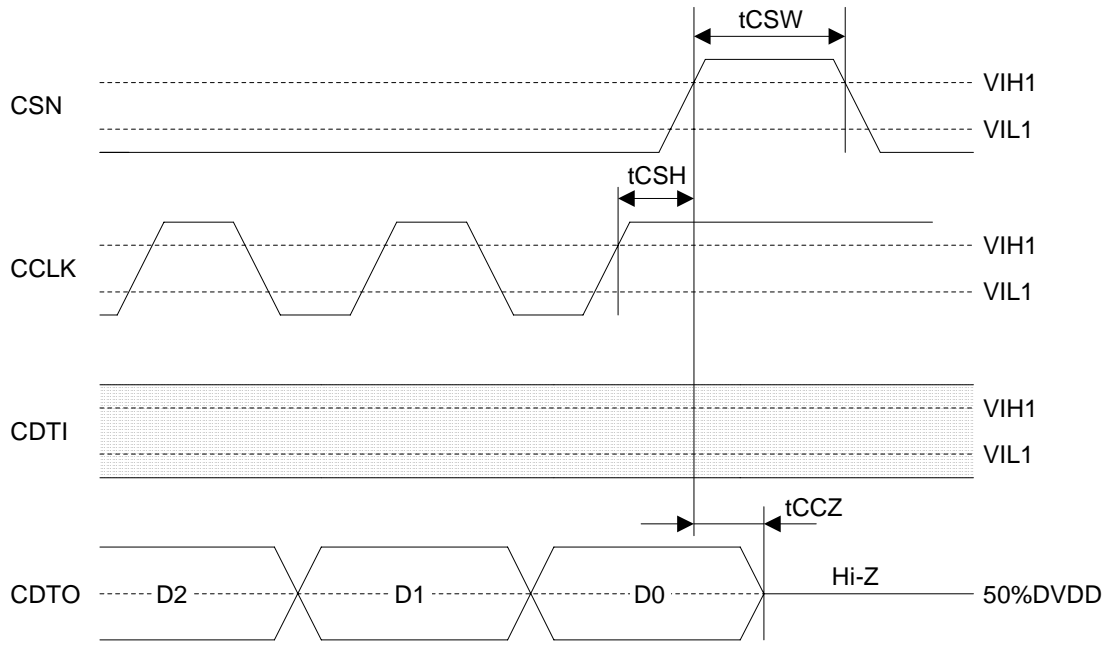 tCSW
VIH1
CSN
VIL1
tCSH
VIH1
CCLK
VIL1
VIH1
CDTI
VIL1
tCCZ
Hi-Z
CDTO D2 D1 D0 50%DVDD